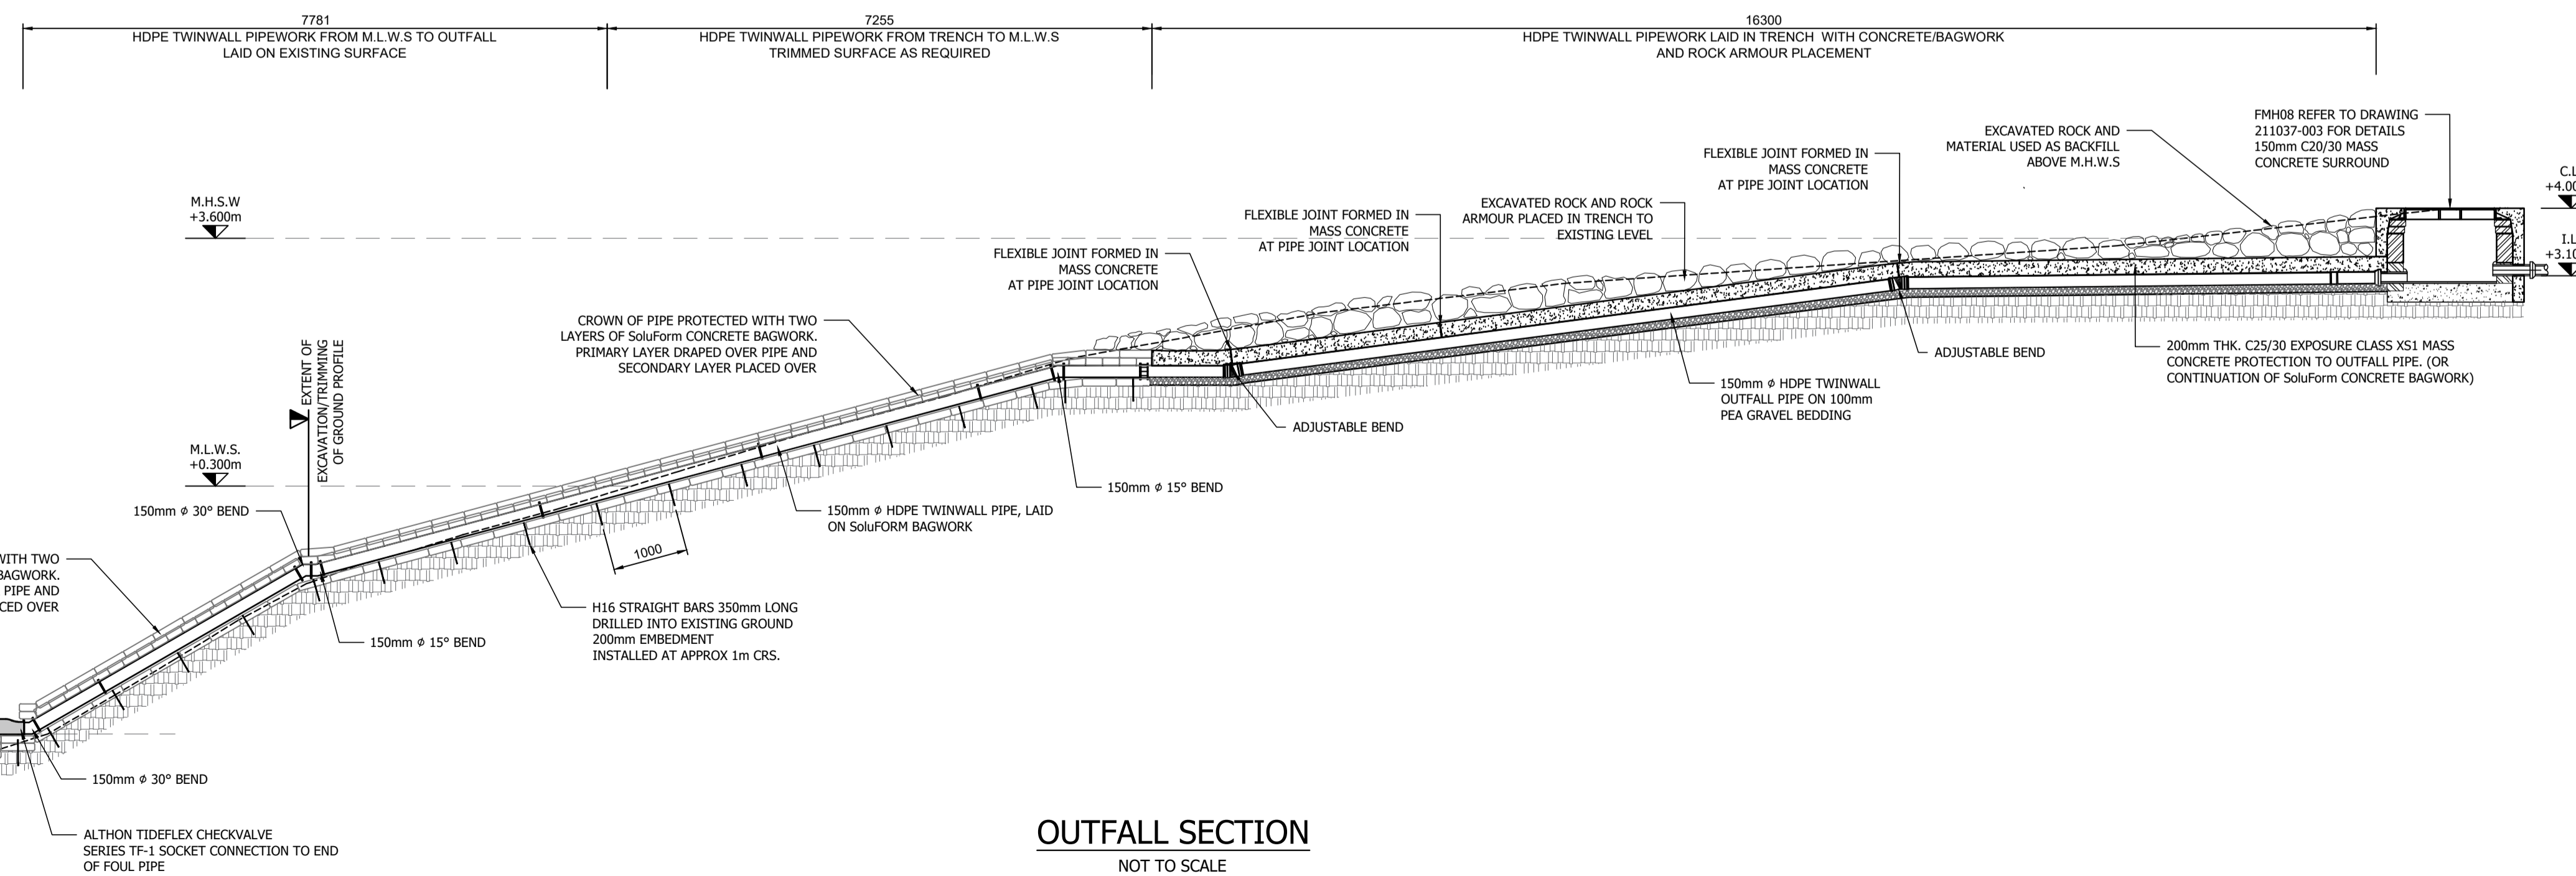 7781
HDPE TWINWALL PIPEWORK FROM M.L.W.S TO OUTFALL
LAID ON EXISTING SURFACE
7255
HDPE TWINWALL PIPEWORK FROM TRENCH TO M.L.W.S
TRIMMED SURFACE AS REQUIRED
16300
HDPE TWINWALL PIPEWORK LAID IN TRENCH WITH CONCRETE/BAGWORK
AND ROCK ARMOUR PLACEMENT
FMH08 REFER TO DRAWING
211037-003 FOR DETAILS
150mm C20/30 MASS
CONCRETE SURROUND
EXCAVATED ROCK AND
MATERIAL USED AS BACKFILL
ABOVE M.H.W.S
FLEXIBLE JOINT FORMED IN
MASS CONCRETE
AT PIPE JOINT LOCATION
C.L
+4.00
M.H.S.W
+3.600m
EXCAVATED ROCK AND ROCK
ARMOUR PLACED IN TRENCH TO
EXISTING LEVEL
FLEXIBLE JOINT FORMED IN
MASS CONCRETE
AT PIPE JOINT LOCATION
FLEXIBLE JOINT FORMED IN
MASS CONCRETE
AT PIPE JOINT LOCATION
I.L
+3.10
CROWN OF PIPE PROTECTED WITH TWO
LAYERS OF SoluForm CONCRETE BAGWORK.
PRIMARY LAYER DRAPED OVER PIPE AND
SECONDARY LAYER PLACED OVER
EXTENT OF
EXCAVATION/TRIMMING
OF GROUND PROFILE
ADJUSTABLE BEND
200mm THK. C25/30 EXPOSURE CLASS XS1 MASS
CONCRETE PROTECTION TO OUTFALL PIPE. (OR
CONTINUATION OF SoluForm CONCRETE BAGWORK)
150mm ϕ HDPE TWINWALL
OUTFALL PIPE ON 100mm
PEA GRAVEL BEDDING
ADJUSTABLE BEND
M.L.W.S.
+0.300m
150mm ϕ 15° BEND
150mm ϕ 30° BEND
150mm ϕ HDPE TWINWALL PIPE, LAID
ON SoluFORM BAGWORK
1000
WITH TWO
BAGWORK.
PIPE AND
CED OVER
H16 STRAIGHT BARS 350mm LONG
DRILLED INTO EXISTING GROUND
200mm EMBEDMENT
INSTALLED AT APPROX 1m CRS.
150mm ϕ 15° BEND
150mm ϕ 30° BEND
ALTHON TIDEFLEX CHECKVALVE
SERIES TF-1 SOCKET CONNECTION TO END
OF FOUL PIPE
OUTFALL SECTION
NOT TO SCALE